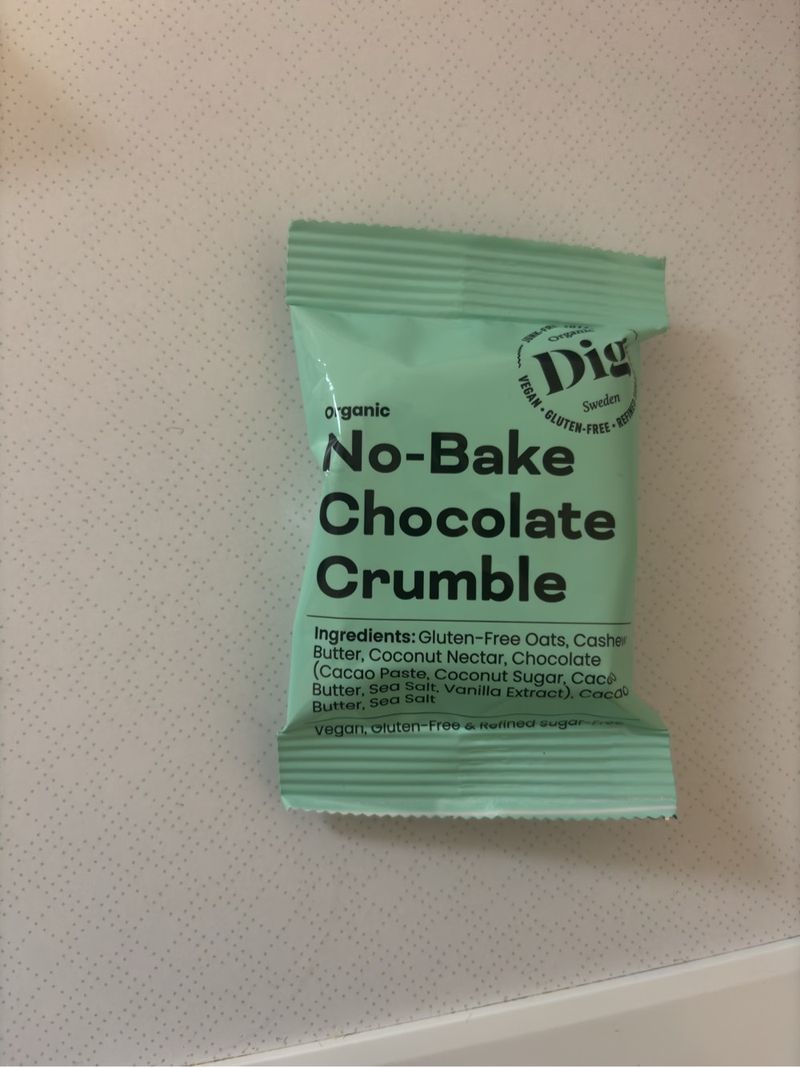 Organic
Dig
Sweden
VEGAN • GLUTEN-FREE •
Organic
No-Bake
Chocolate
Crumble
Ingredients: Gluten-Free Oats, Cashew
Butter, Coconut Nectar, Chocolate
(Cacao Paste, Coconut Sugar, Cacao
Butter, Sea Salt, Vanilla Extract), Cacao
Butter, Sea Salt
Vegan, Gluten-Free & Refined Sugar-Free